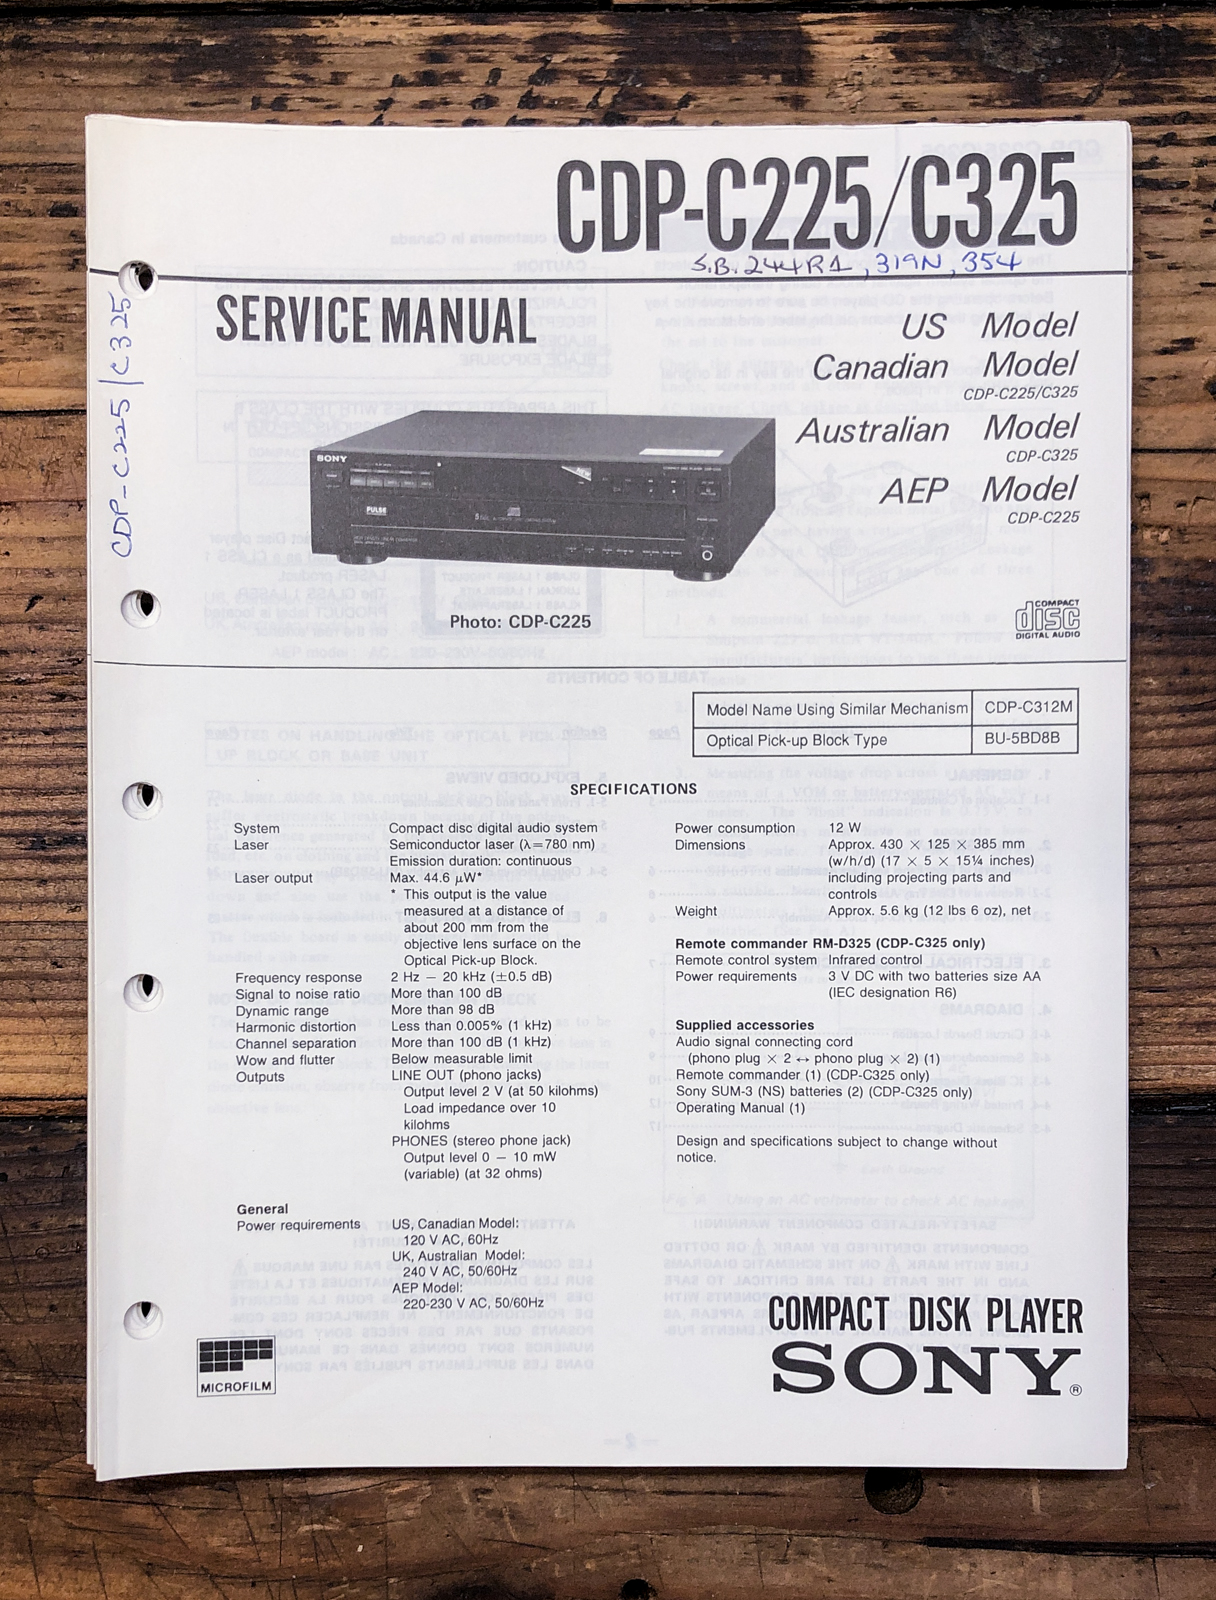 CDP-C225/C325
S.B. 244R1, 319N, 354
SERVICE MANUAL
CDP-C225/C325
US Model
Canadian Model
CDP-C225/C325
Australian Model
CDP-C325
AEP Model
CDP-C225
SONY
PULSE
Photo: CDP-C225
COMPACT
disc
DIGITAL AUDIO
Model Name Using Similar Mechanism CDP-C312M
Optical Pick-up Block Type BU-5BD8B
SPECIFICATIONS
System Compact disc digital audio system
Laser Semiconductor laser (λ=780 nm)
Emission duration: continuous
Laser output Max. 44.6 µW*
* This output is the value
measured at a distance of
about 200 mm from the
objective lens surface on the
Optical Pick-up Block.
Frequency response 2 Hz – 20 kHz (±0.5 dB)
Signal to noise ratio More than 100 dB
Dynamic range More than 98 dB
Harmonic distortion Less than 0.005% (1 kHz)
Channel separation More than 100 dB (1 kHz)
Wow and flutter Below measurable limit
Outputs LINE OUT (phono jacks)
Output level 2 V (at 50 kilohms)
Load impedance over 10
kilohms
PHONES (stereo phone jack)
Output level 0 – 10 mW
(variable) (at 32 ohms)
General
Power requirements US, Canadian Model:
120 V AC, 60Hz
UK, Australian Model:
240 V AC, 50/60Hz
AEP Model:
220-230 V AC, 50/60Hz
Power consumption 12 W
Dimensions Approx. 430 × 125 × 385 mm
(w/h/d) (17 × 5 × 15¼ inches)
including projecting parts and
controls
Weight Approx. 5.6 kg (12 lbs 6 oz), net
Remote commander RM-D325 (CDP-C325 only)
Remote control system Infrared control
Power requirements 3 V DC with two batteries size AA
(IEC designation R6)
Supplied accessories
Audio signal connecting cord
(phono plug × 2 ↔ phono plug × 2) (1)
Remote commander (1) (CDP-C325 only)
Sony SUM-3 (NS) batteries (2) (CDP-C325 only)
Operating Manual (1)
Design and specifications subject to change without
notice.
MICROFILM
COMPACT DISK PLAYER
SONY®